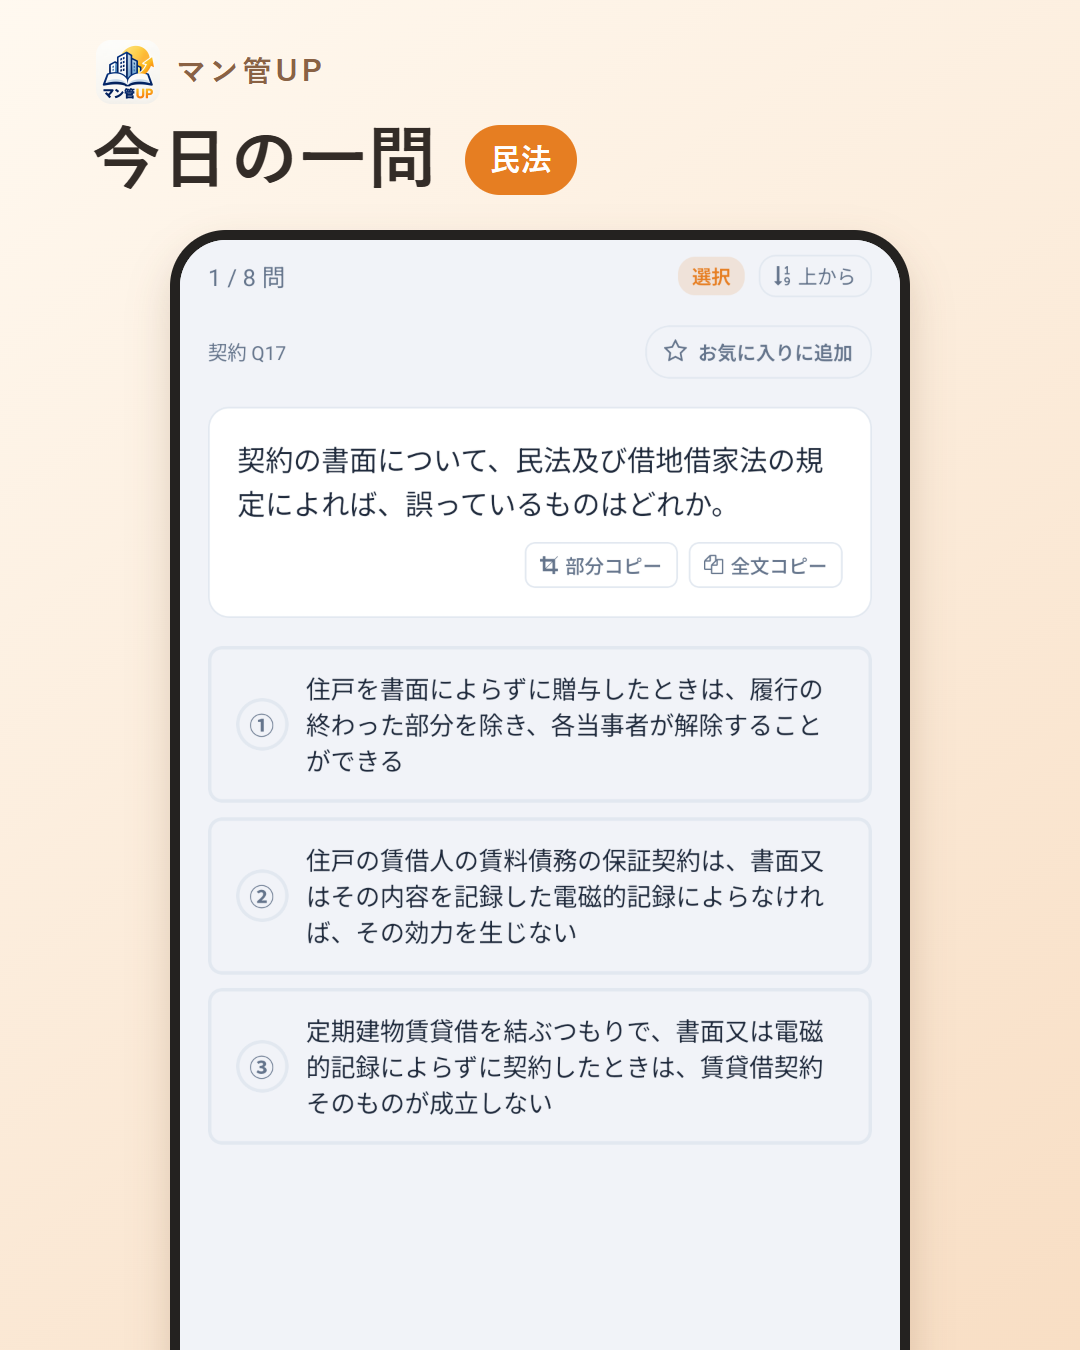 マン管UP
マン管UP
今日の一問
民法
1 / 8 問
選択
上から
契約 Q17
お気に入りに追加
契約の書面について、民法及び借地借家法の規
定によれば、誤っているものはどれか。
部分コピー
全文コピー
①
住戸を書面によらずに贈与したときは、履行の
終わった部分を除き、各当事者が解除すること
ができる
②
住戸の賃借人の賃料債務の保証契約は、書面又
はその内容を記録した電磁的記録によらなけれ
ば、その効力を生じない
③
定期建物賃貸借を結ぶつもりで、書面又は電磁
的記録によらずに契約したときは、賃貸借契約
そのものが成立しない